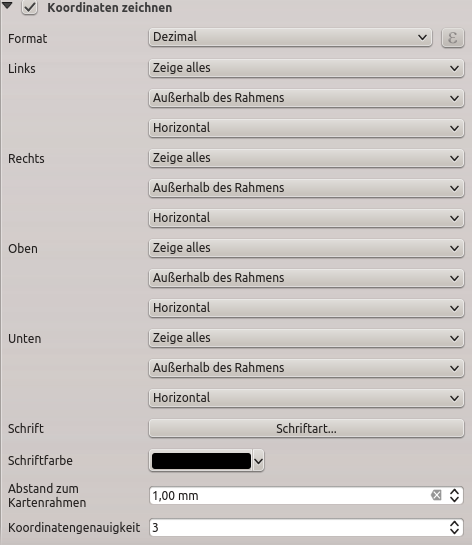 Koordinaten zeichnen
Format Dezimal ε
Links Zeige alles
Außerhalb des Rahmens
Horizontal
Rechts Zeige alles
Außerhalb des Rahmens
Horizontal
Oben Zeige alles
Außerhalb des Rahmens
Horizontal
Unten Zeige alles
Außerhalb des Rahmens
Horizontal
Schrift Schriftart...
Schriftfarbe
Abstand zum
Kartenrahmen 1,00 mm
Koordinatengenauigkeit 3